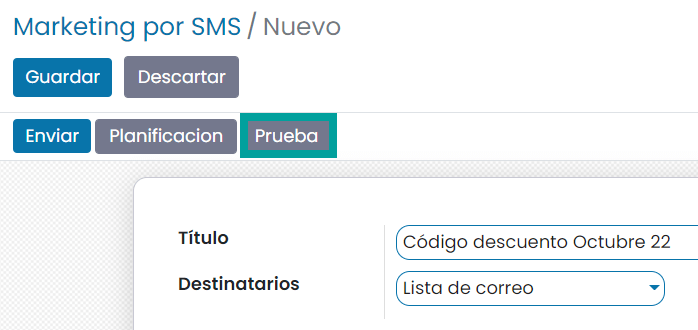 Marketing por SMS / Nuevo
Guardar Descartar
Enviar Planificacion Prueba
Título Código descuento Octubre 22
Destinatarios Lista de correo